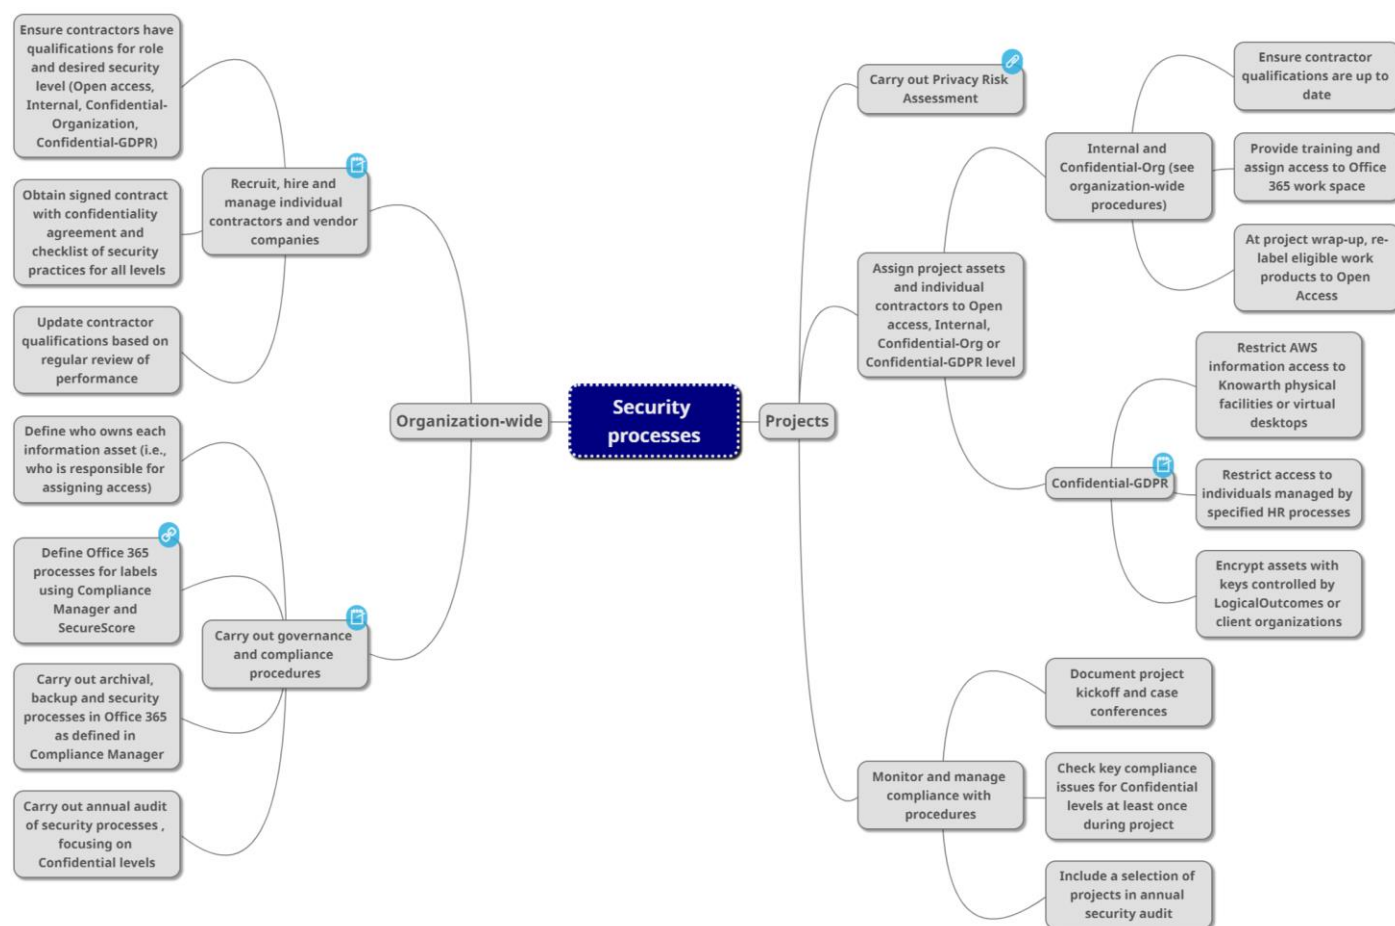 Ensure contractors have
qualifications for role
and desired security
level (Open access,
Internal, Confidential-
Organization,
Confidential-GDPR)
Obtain signed contract
with confidentiality
agreement and
checklist of security
practices for all levels
Update contractor
qualifications based on
regular review of
performance
Recruit, hire and
manage individual
contractors and vendor
companies
Define who owns each
information asset (i.e.,
who is responsible for
assigning access)
Define Office 365
processes for labels
using Compliance
Manager and
SecureScore
Carry out archival,
backup and security
processes in Office 365
as defined in
Compliance Manager
Carry out annual audit
of security processes ,
focusing on
Confidential levels
Carry out governance
and compliance
procedures
Organization-wide
Security
processes
Projects
Carry out Privacy Risk
Assessment
Assign project assets
and individual
contractors to Open
access, Internal,
Confidential-Org or
Confidential-GDPR level
Internal and
Confidential-Org (see
organization-wide
procedures)
Ensure contractor
qualifications are up to
date
Provide training and
assign access to Office
365 work space
At project wrap-up, re-
label eligible work
products to Open
Access
Confidential-GDPR
Restrict AWS
information access to
Knowarth physical
facilities or virtual
desktops
Restrict access to
individuals managed by
specified HR processes
Encrypt assets with
keys controlled by
LogicalOutcomes or
client organizations
Monitor and manage
compliance with
procedures
Document project
kickoff and case
conferences
Check key compliance
issues for Confidential
levels at least once
during project
Include a selection of
projects in annual
security audit